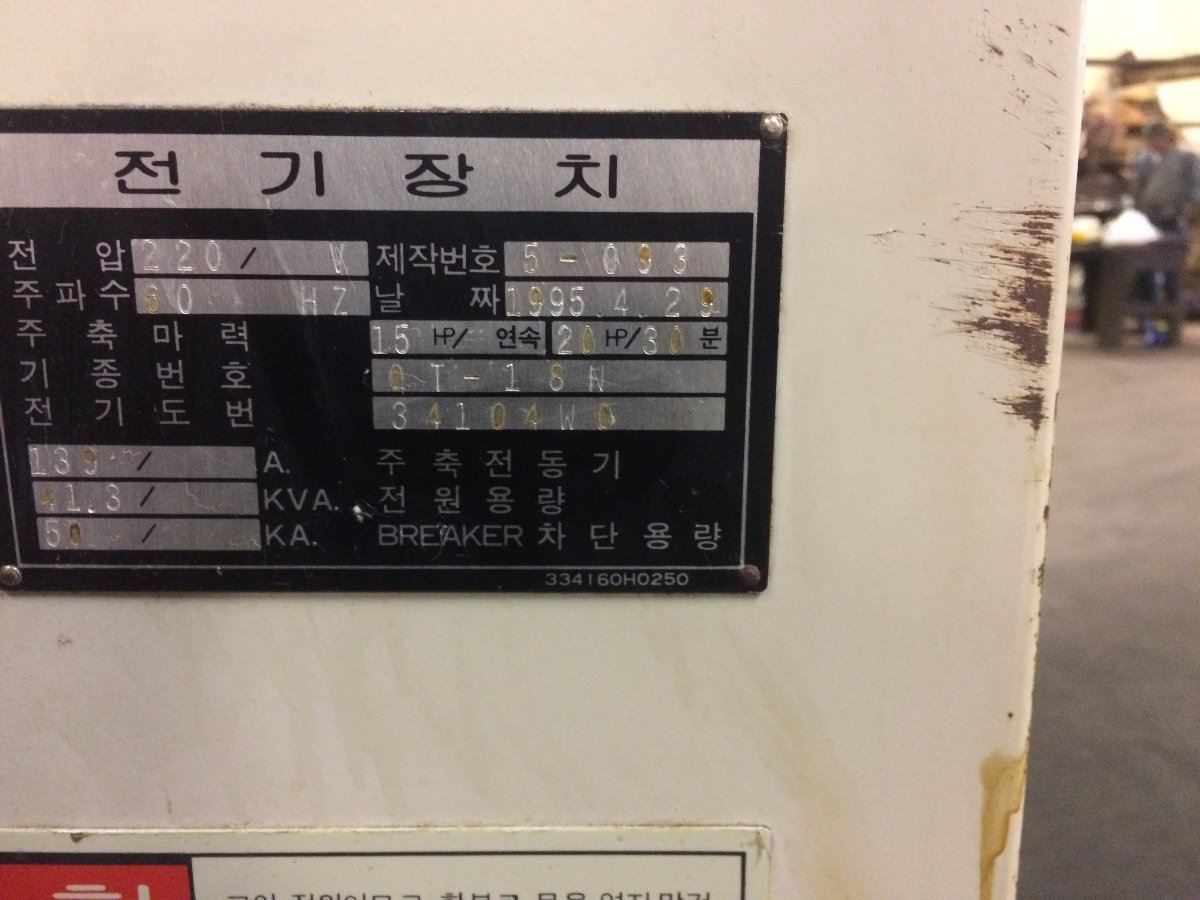 전 기 장 치
전 압 220/ V 제작번호 5-093
주파수 60 HZ 날 짜 1995.4.29
주 축 마 력 15 HP/ 연속 20 HP/30 분
기 종 번 호 QT-18N
전 기 도 번 34104W0
139 / A. 주 축 전 동 기
41.3 / KVA. 전 원 용 량
50 / KA. BREAKER 차 단 용 량
334160H0250